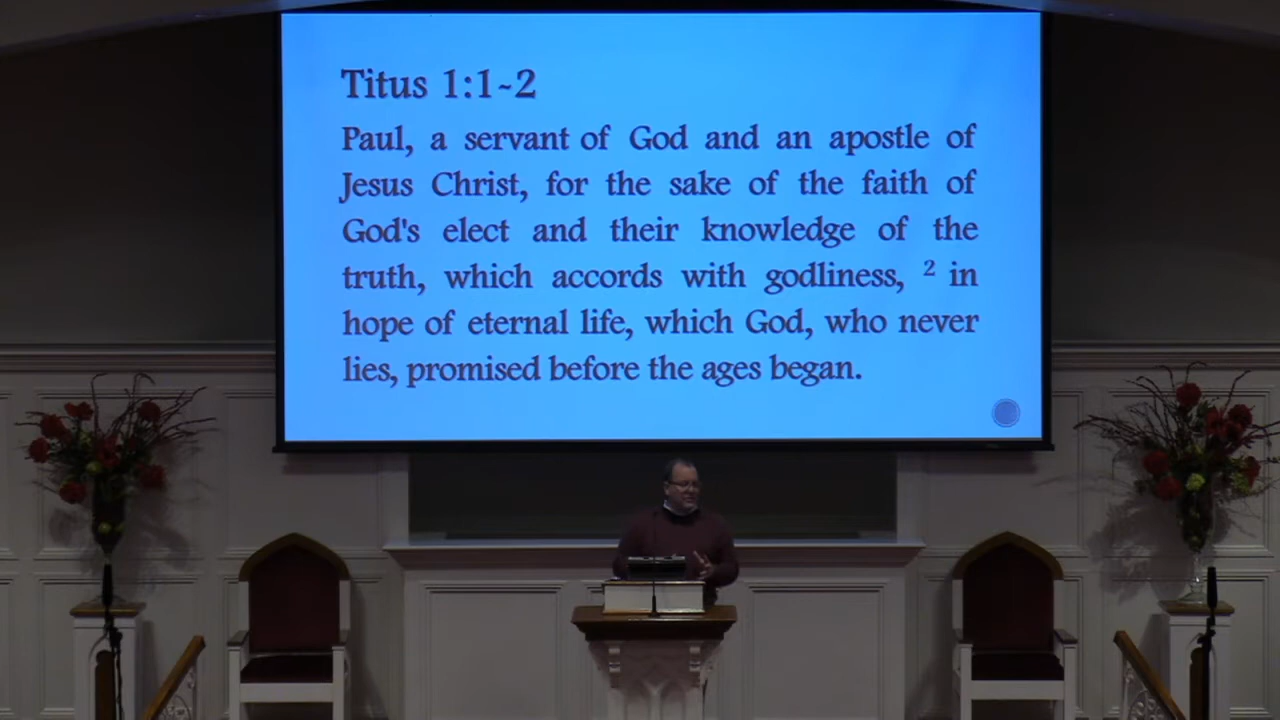 Titus 1:1-2
Paul, a servant of God and an apostle of
Jesus Christ, for the sake of the faith of
God's elect and their knowledge of the
truth, which accords with godliness, 2 in
hope of eternal life, which God, who never
lies, promised before the ages began.